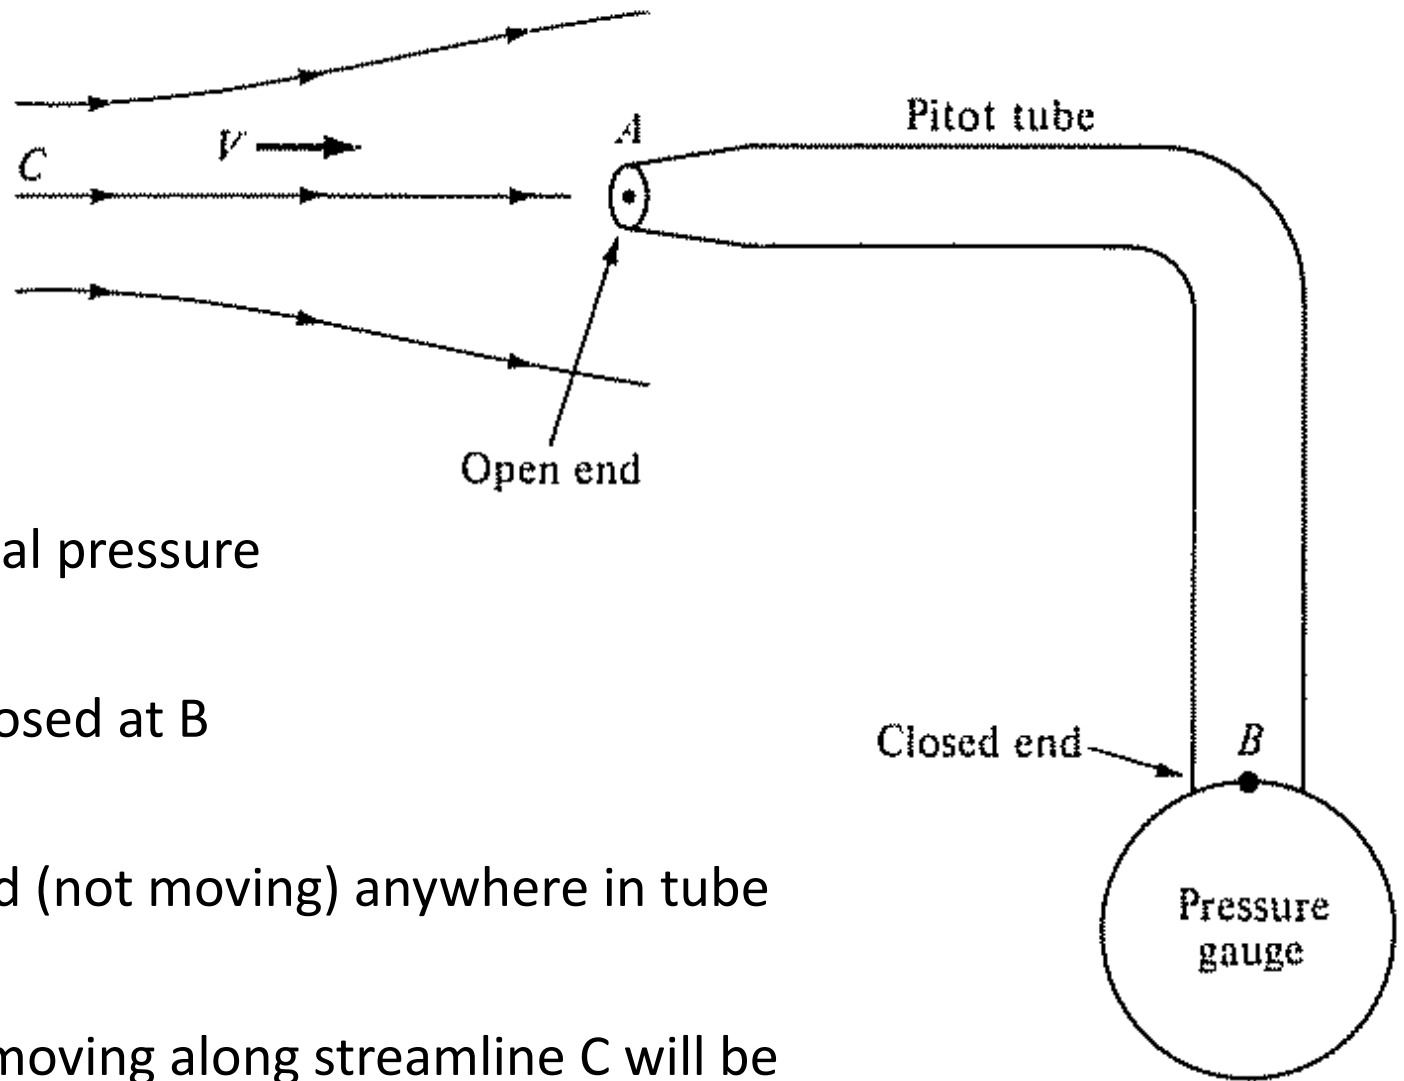 Pitot tube
A
V
C
Open end
al pressure
osed at B
Closed end
B
d (not moving) anywhere in tube
Pressure
gauge
moving along streamline C will be